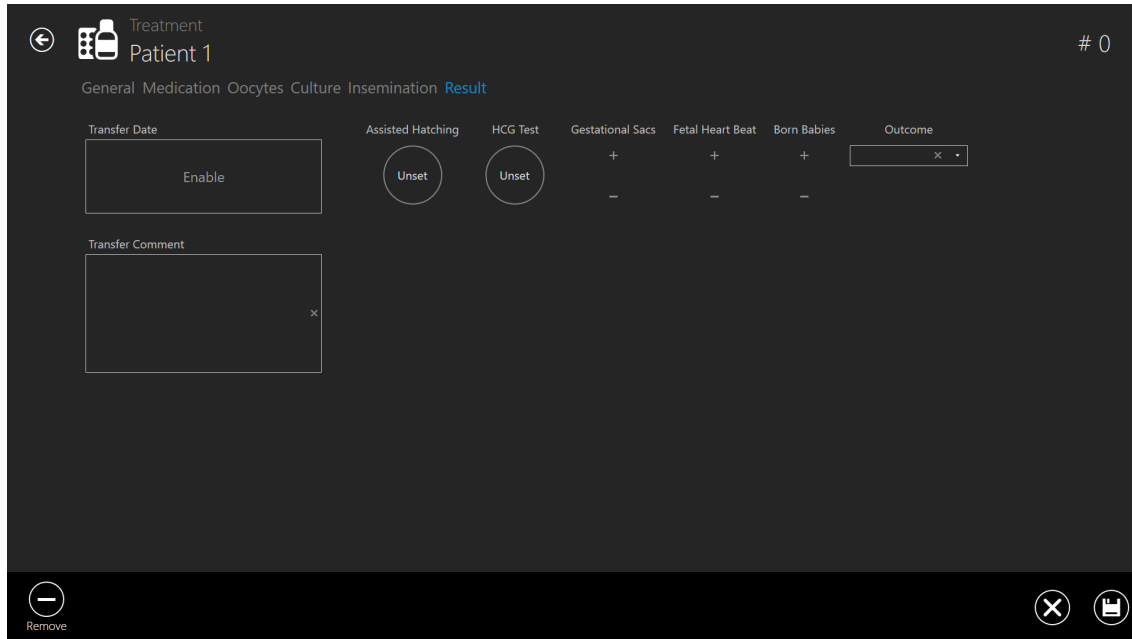 Treatment
Patient 1
# 0
General Medication Oocytes Culture Insemination Result
Transfer Date
Assisted Hatching
HCG Test
Gestational Sacs
Fetal Heart Beat
Born Babies
Outcome
Enable
Unset
Unset
+
+
+
×
−
−
−
Transfer Comment
×
Remove